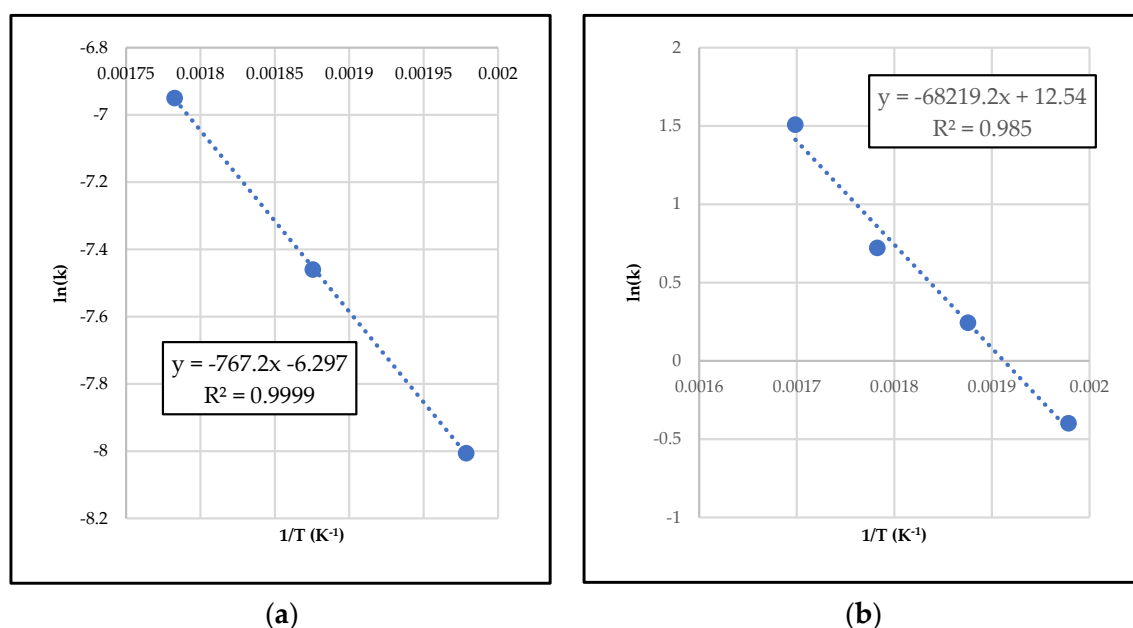 -6.8
0.00175 0.0018 0.00185 0.0019 0.00195 0.002
-7
-7.2
-7.4
-7.6
-7.8
-8
-8.2
ln(k)
y = -767.2x -6.297
R² = 0.9999
1/T (K⁻¹)
(a)
2
1.5
1
0.5
0
-0.5
-1
0.0016 0.0017 0.0018 0.0019 0.002
ln(k)
y = -68219.2x + 12.54
R² = 0.985
1/T (K⁻¹)
(b)